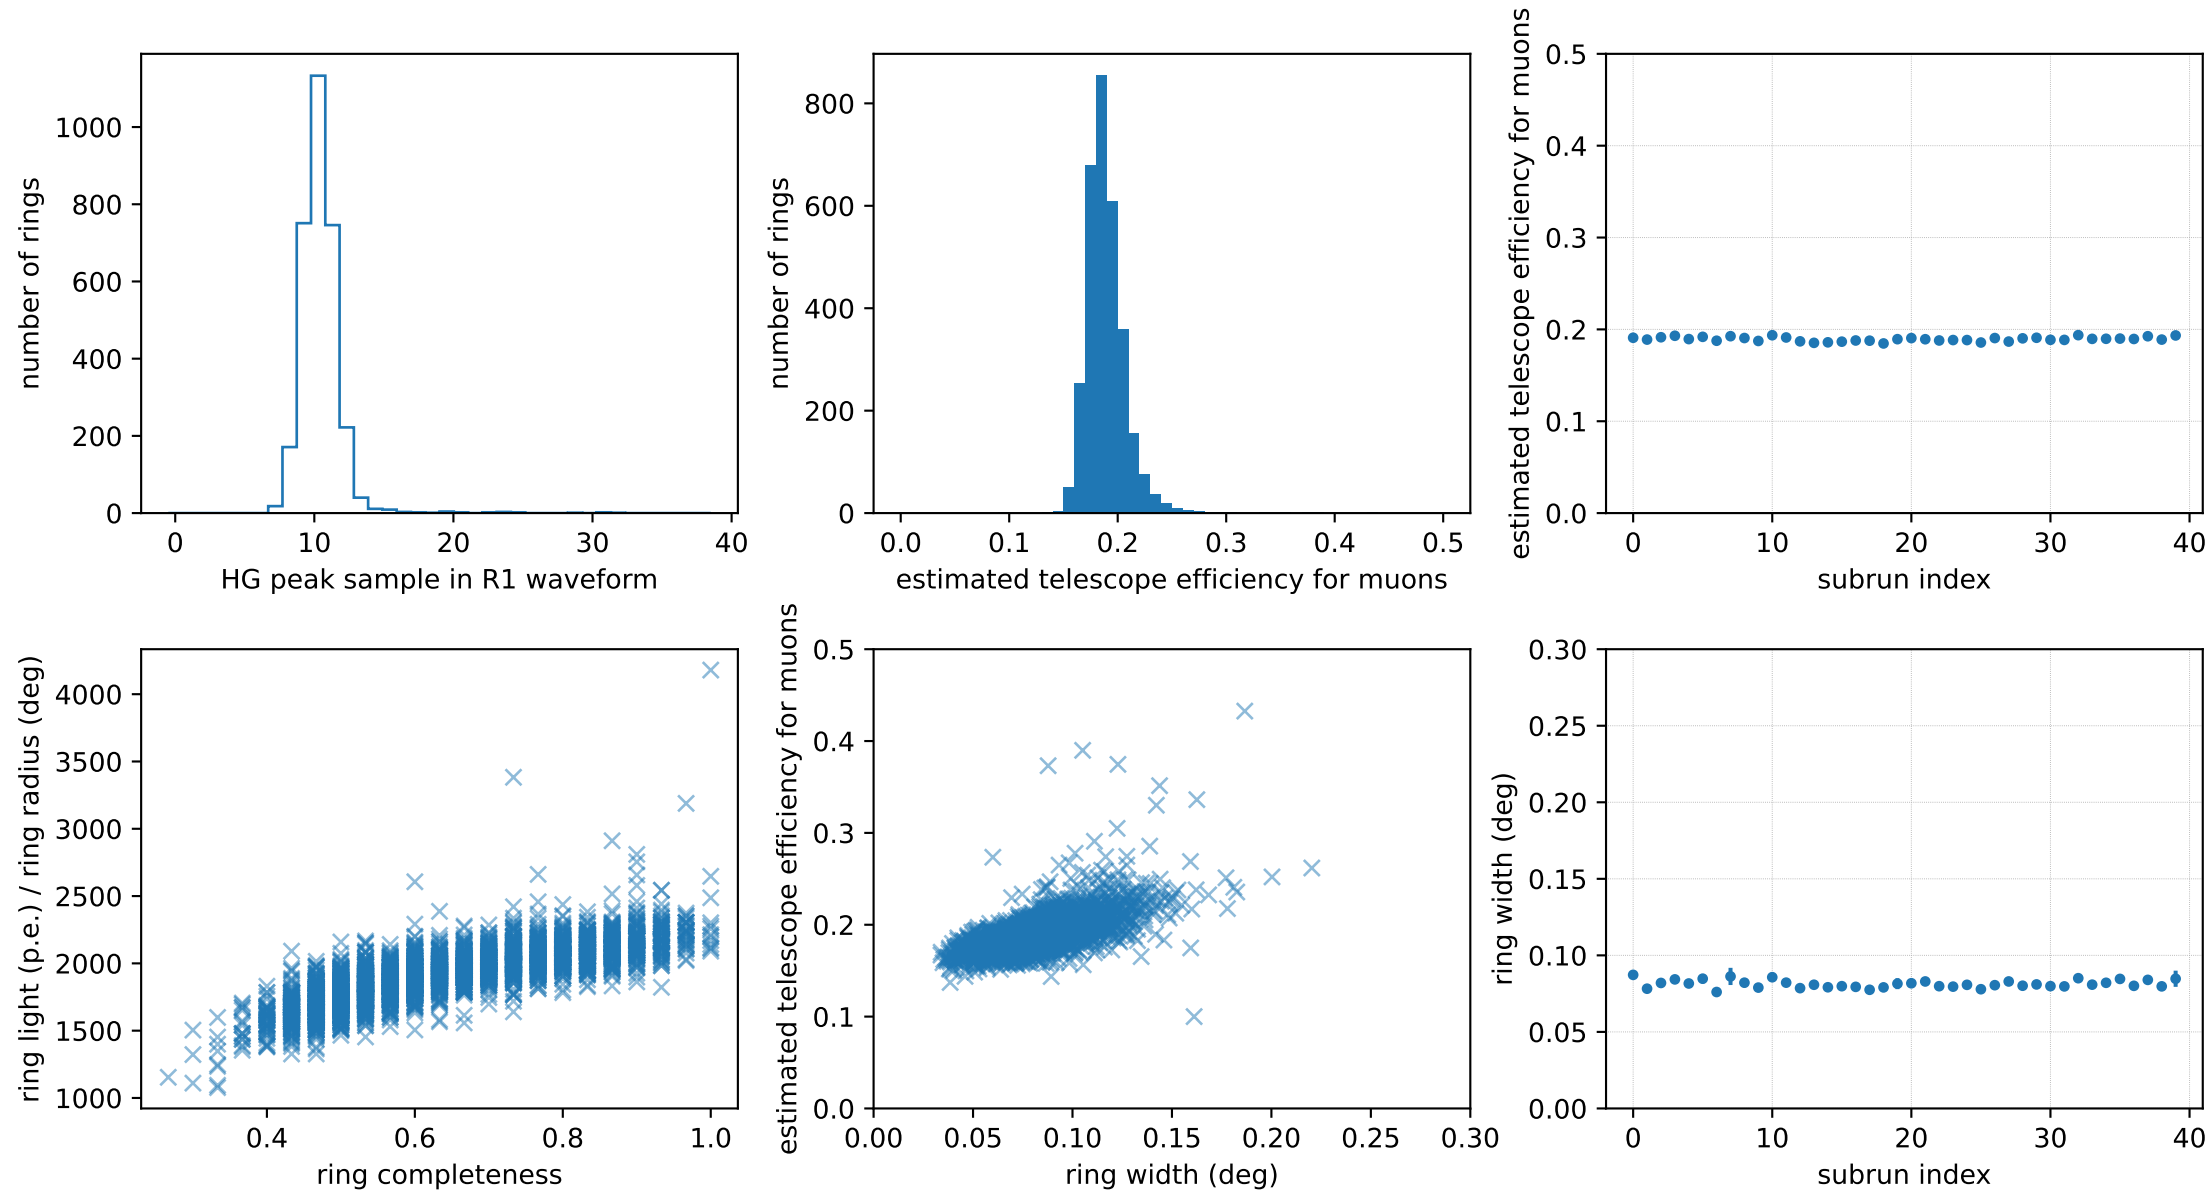 number of rings
1000
800
600
400
200
0
0 10 20 30 40
HG peak sample in R1 waveform
number of rings
800
600
400
200
0
0.0 0.1 0.2 0.3 0.4 0.5
estimated telescope efficiency for muons
estimated telescope efficiency for muons
0.5
0.4
0.3
0.2
0.1
0.0
0 10 20 30 40
subrun index
ring light (p.e.) / ring radius (deg)
4000
3500
3000
2500
2000
1500
1000
0.4 0.6 0.8 1.0
ring completeness
estimated telescope efficiency for muons
0.5
0.4
0.3
0.2
0.1
0.0
0.00 0.05 0.10 0.15 0.20 0.25 0.30
ring width (deg)
ring width (deg)
0.30
0.25
0.20
0.15
0.10
0.05
0.00
0 10 20 30 40
subrun index